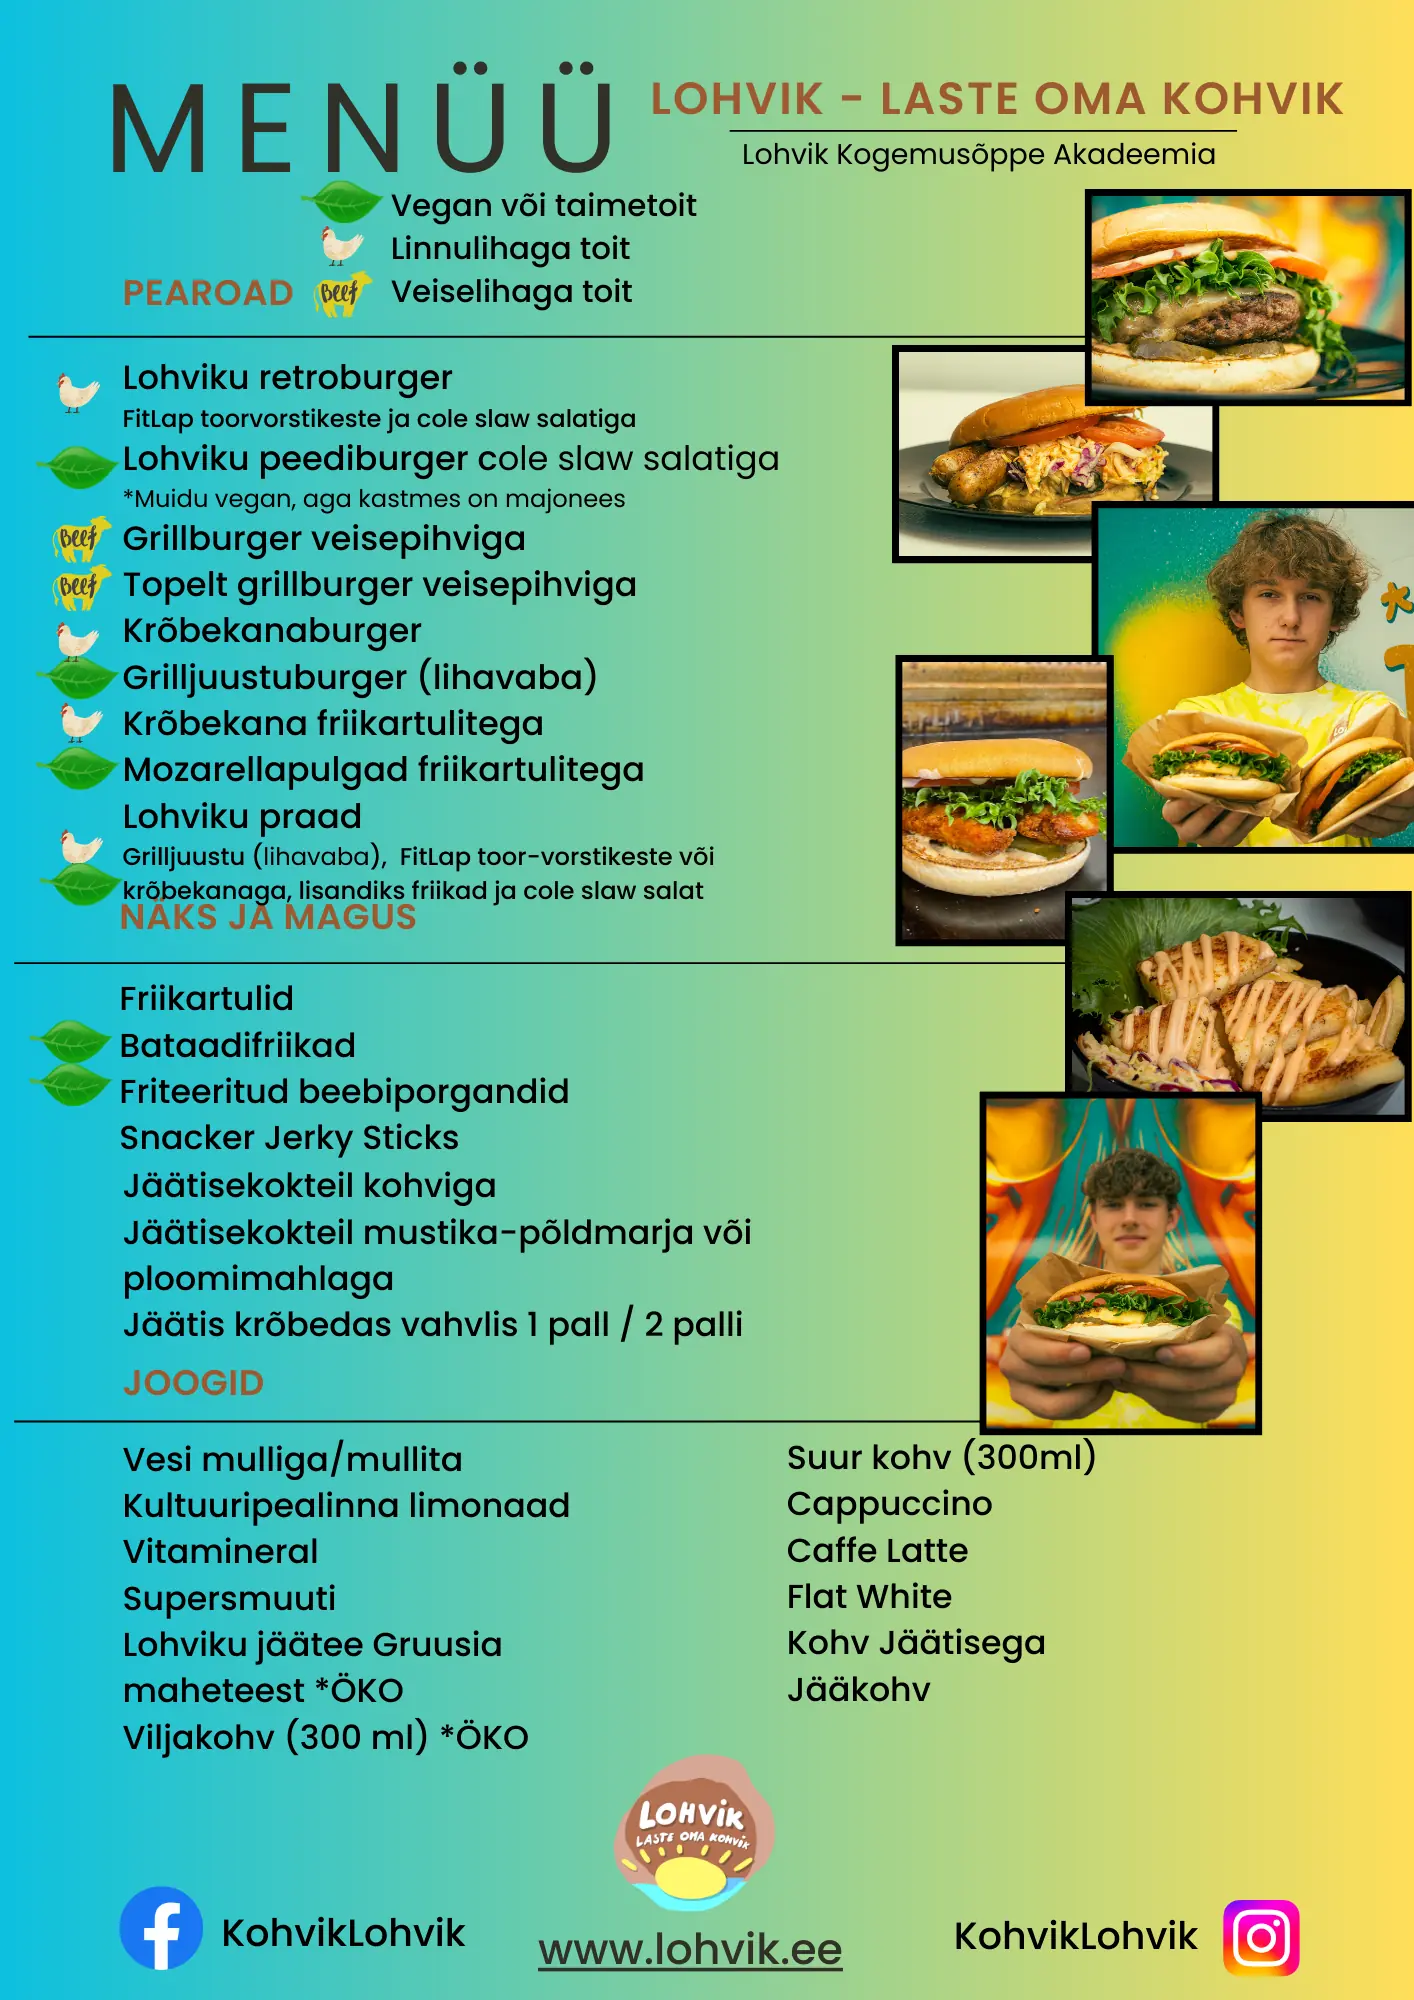 MENÜÜ
LOHVIK - LASTE OMA KOHVIK
Lohvik Kogemusõppe Akadeemia
Vegan või taimetoit
Linnulihaga toit
PEAROAD
Beef
Veiselihaga toit
Lohviku retroburger
FitLap toorvorstikeste ja cole slaw salatiga
Lohviku peediburger cole slaw salatiga
*Muidu vegan, aga kastmes on majonees
Beef
Grillburger veisepihviga
Beef
Topelt grillburger veisepihviga
Krõbekanaburger
Grilljuustuburger (lihavaba)
Krõbekana friikartulitega
Mozarellapulgad friikartulitega
Lohviku praad
Grilljuustu (lihavaba), FitLap toor-vorstikeste või
krõbekanaga, lisandiks friikad ja cole slaw salat
NÄKS JA MAGUS
Friikartulid
Bataadifriikad
Friteeritud beebiporgandid
Snacker Jerky Sticks
Jäätisekokteil kohviga
Jäätisekokteil mustika-põldmarja või
ploomimahlaga
Jäätis krõbedas vahvlis 1 pall / 2 palli
JOOGID
Vesi mulliga/mullita
Kultuuripealinna limonaad
Vitamineral
Supersmuuti
Lohviku jäätee Gruusia
maheteest *ÖKO
Viljakohv (300 ml) *ÖKO
Suur kohv (300ml)
Cappuccino
Caffe Latte
Flat White
Kohv Jäätisega
Jääkohv
LOHVIK
LASTE OMA KOHVIK
KohvikLohvik
www.lohvik.ee
KohvikLohvik